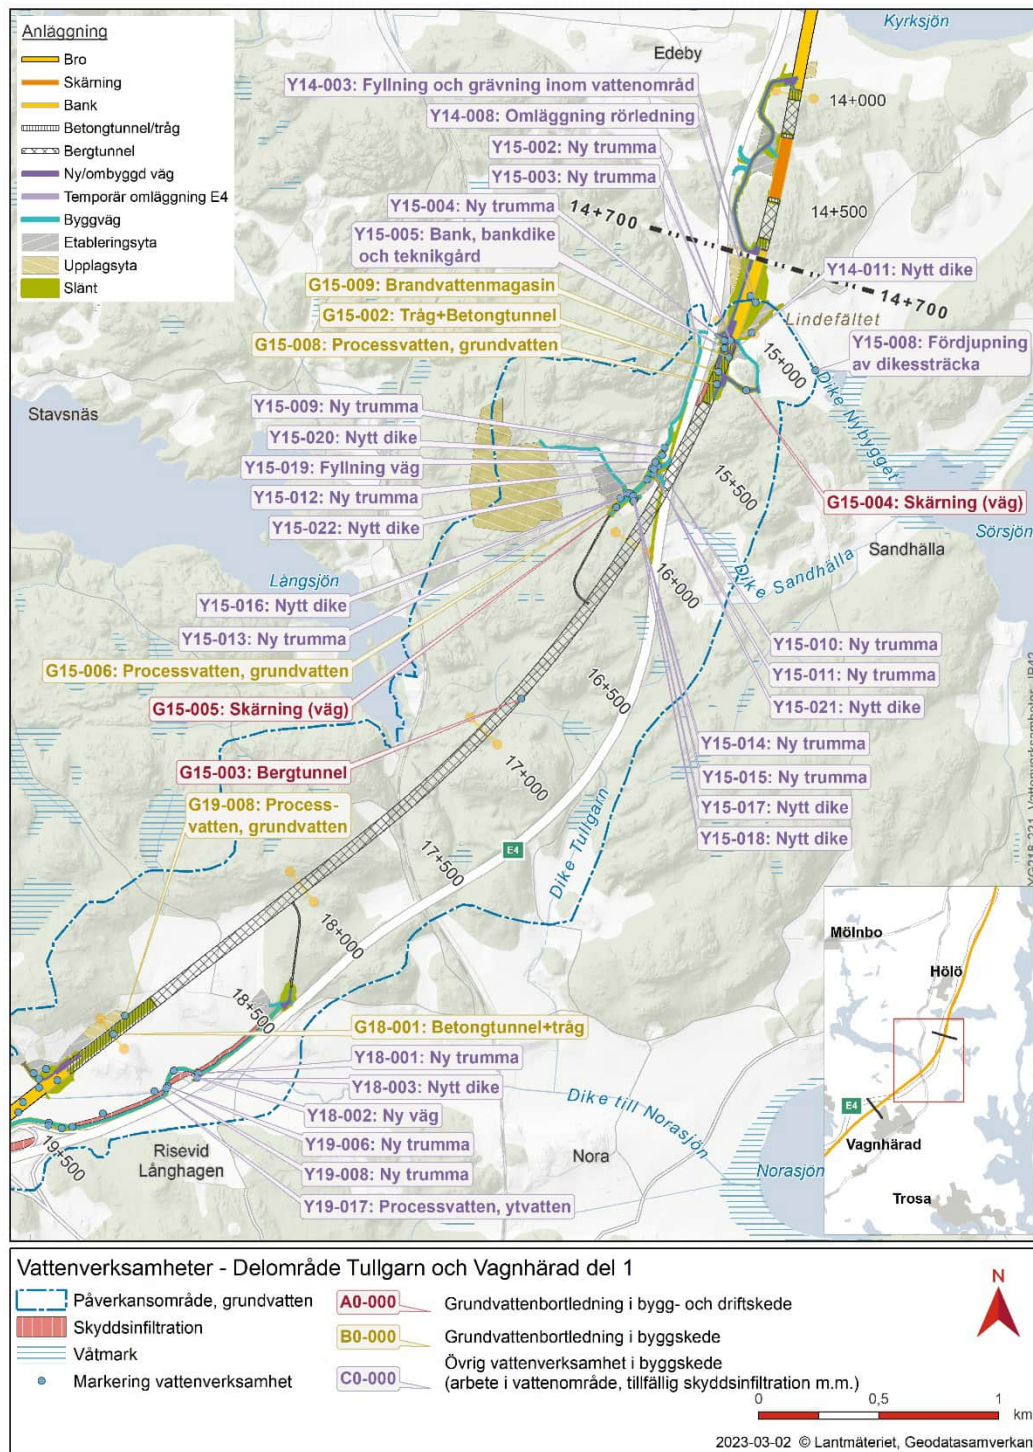 Anläggning
Bro
Skärning
Bank
Betongtunnel/tråg
Bergtunnel
Ny/ombyggd väg
Temporär omläggning E4
Byggväg
Etableringsyta
Upplagsyta
Slänt
Kyrksjön
Edeby
Y14-003: Fyllning och grävning inom vattenområd
14+000
Y14-008: Omläggning rörledning
Y15-002: Ny trumma
Y15-003: Ny trumma
Y15-004: Ny trumma
14+700
14+500
Y15-005: Bank, bankdike
och teknikgård
Y14-011: Nytt dike
G15-009: Brandvattenmagasin
14+700
G15-002: Tråg+Betongtunnel
Lindefältet
G15-008: Processvatten, grundvatten
Y15-008: Fördjupning
av dikessträcka
15+000
Dike Nybygget
Stavsnäs
Y15-009: Ny trumma
Y15-020: Nytt dike
Y15-019: Fyllning väg
Y15-012: Ny trumma
15+500
Y15-022: Nytt dike
G15-004: Skärning (väg)
Sörsjön
Sandhälla
Dike Sandhälla
Långsjön
16+000
Y15-016: Nytt dike
Y15-013: Ny trumma
Y15-010: Ny trumma
G15-006: Processvatten, grundvatten
Y15-011: Ny trumma
G15-005: Skärning (väg)
16+500
Y15-021: Nytt dike
Y15-014: Ny trumma
G15-003: Bergtunnel
Y15-015: Ny trumma
17+000
Y15-017: Nytt dike
G19-008: Process-
vatten, grundvatten
Y15-018: Nytt dike
E4
17+500
Dike Tullgarn
18+000
Mölnbo
Hölö
18+500
G18-001: Betongtunnel+tråg
Y18-001: Ny trumma
Y18-003: Nytt dike
Dike till Norasjön
Y18-002: Ny väg
E4
Y19-006: Ny trumma
Vagnhärad
19+500
Risevid
Långhagen
Nora
Norasjön
Y19-008: Ny trumma
Y19-017: Processvatten, ytvatten
Trosa
Vattenverksamheter - Delområde Tullgarn och Vagnhärad del 1
Påverkansområde, grundvatten
Skyddsinfiltration
Våtmark
Markering vattenverksamhet
A0-000
Grundvattenbortledning i bygg- och driftskede
B0-000
Grundvattenbortledning i byggskede
C0-000
Övrig vattenverksamhet i byggskede
(arbete i vattenområde, tillfällig skyddsinfiltration m.m.)
N
0 0,5 1
km
2023-03-02 © Lantmäteriet, Geodatasamverkan